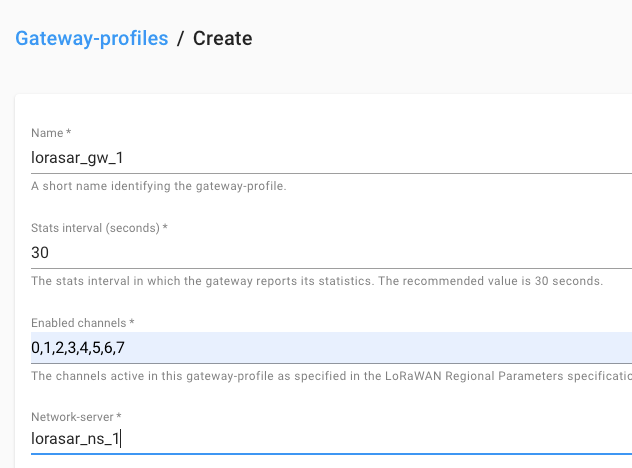 Gateway-profiles / Create
Name *
lorasar_gw_1
A short name identifying the gateway-profile.
Stats interval (seconds) *
30
The stats interval in which the gateway reports its statistics. The recommended value is 30 seconds.
Enabled channels *
0,1,2,3,4,5,6,7
The channels active in this gateway-profile as specified in the LoRaWAN Regional Parameters specificatio
Network-server *
lorasar_ns_1